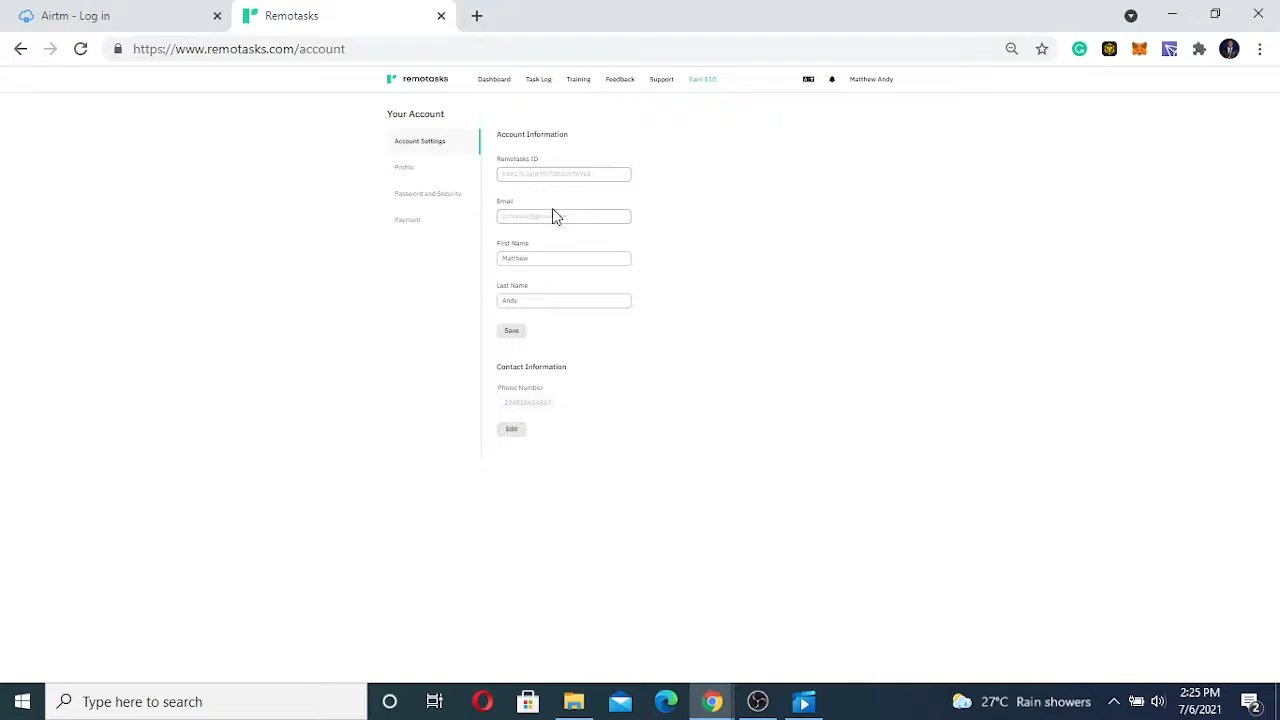 Airtm - Login
Remotasks
https://www.remotasks.com/account
remotasks
Dashboard
Task Log
Training
Feedback
Support
Earn $10
Matthew Andy
Your Account
Account Settings
Profile
Password and Security
Payment
Account Information
Remotasks ID
Email
First Name
Matthew
Last Name
Andy
Save
Contact Information
Phone Number
Edit
Type here to search
27°C Rain showers
2:25 PM
7/6/2021
2